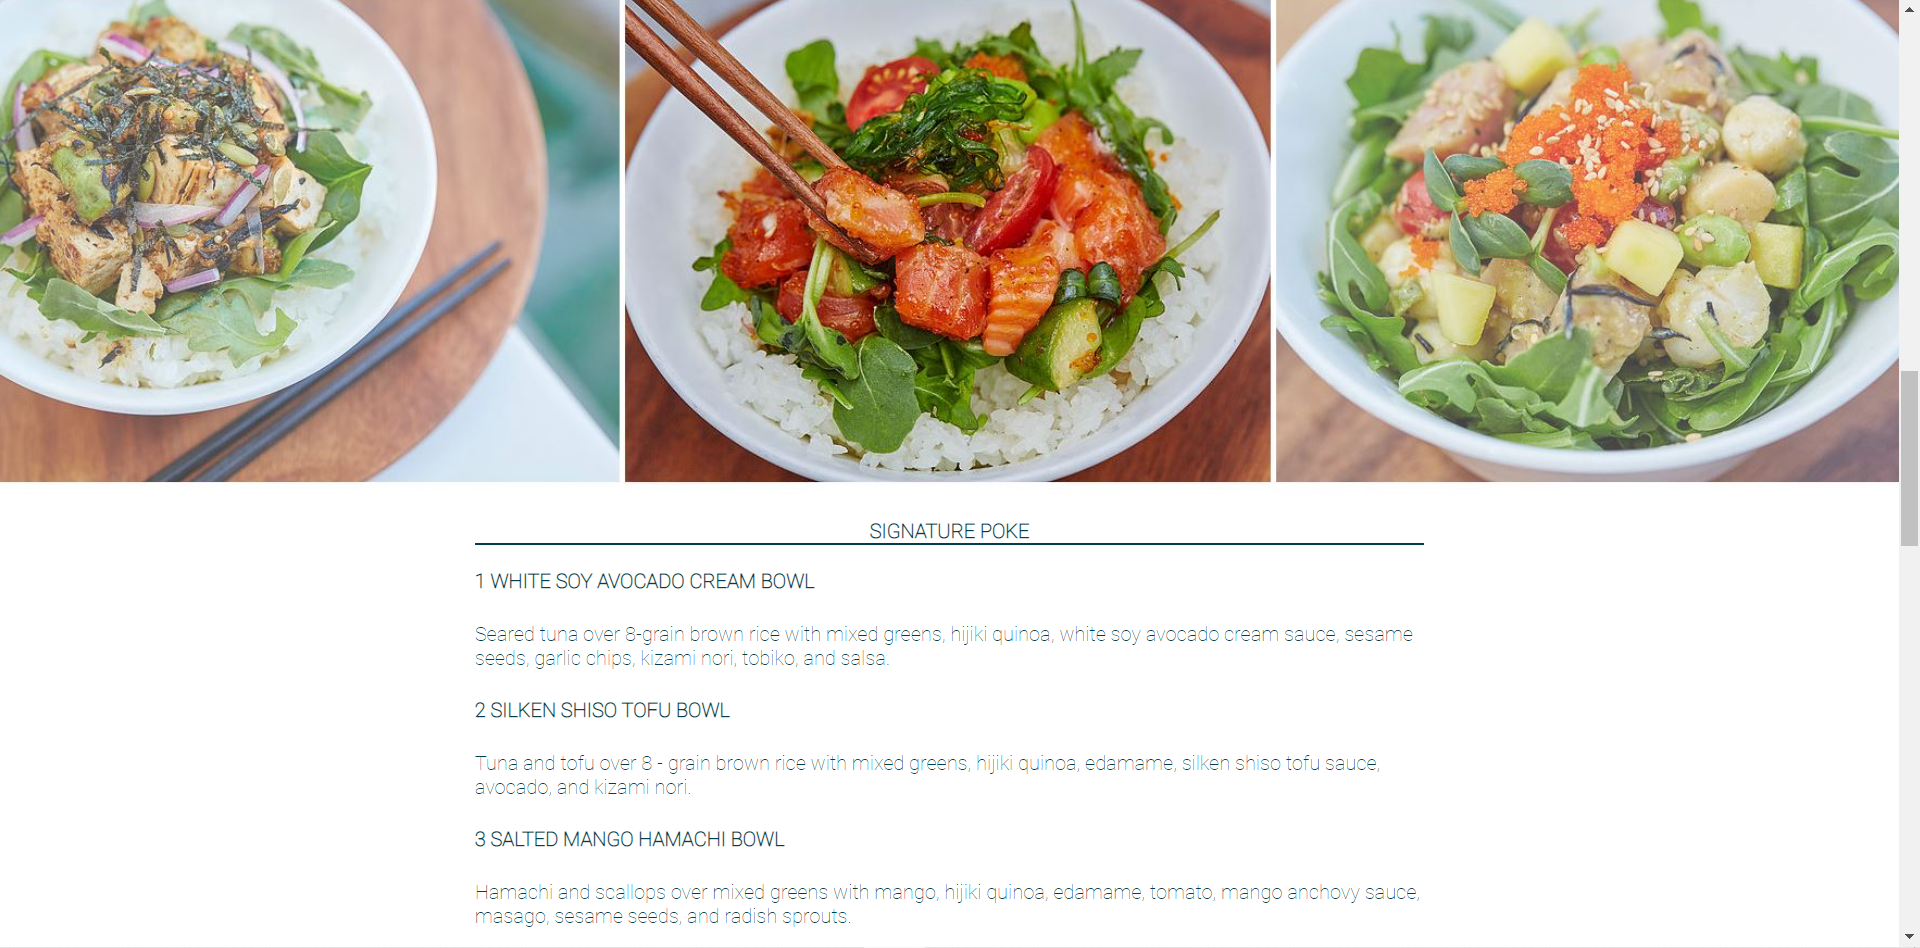 SIGNATURE POKE
1 WHITE SOY AVOCADO CREAM BOWL
Seared tuna over 8-grain brown rice with mixed greens, hijiki quinoa, white soy avocado cream sauce, sesame
seeds, garlic chips, kizami nori, tobiko, and salsa.
2 SILKEN SHISO TOFU BOWL
Tuna and tofu over 8 - grain brown rice with mixed greens, hijiki quinoa, edamame, silken shiso tofu sauce,
avocado, and kizami nori.
3 SALTED MANGO HAMACHI BOWL
Hamachi and scallops over mixed greens with mango, hijiki quinoa, edamame, tomato, mango anchovy sauce,
masago, sesame seeds, and radish sprouts.